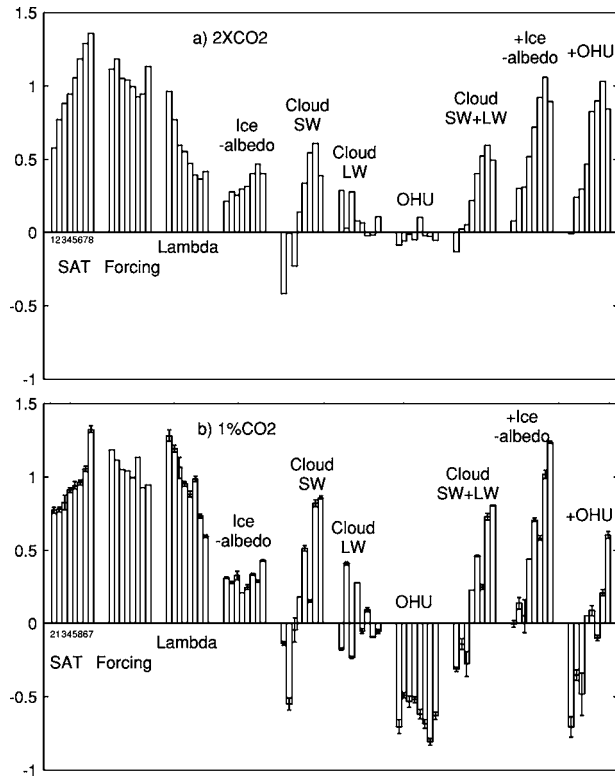 1.5
a) 2XCO2
+Ice
-albedo
+OHU
1
Cloud
SW
Cloud
SW+LW
Ice
-albedo
0.5
Cloud
LW
OHU
0
12345678
Lambda
SAT
Forcing
-0.5
-1
1.5
b) 1%CO2
+Ice
-albedo
1
Cloud
SW
Cloud
SW+LW
+OHU
Ice
-albedo
0.5
Cloud
LW
OHU
0
21345867
Lambda
SAT
Forcing
-0.5
-1